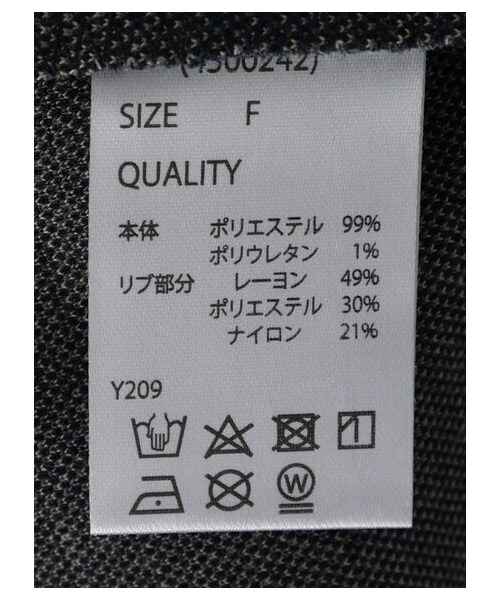 SIZE F
QUALITY
本体 ポリエステル 99%
ポリウレタン 1%
リブ部分 レーヨン 49%
ポリエステル 30%
ナイロン 21%
Y209
W